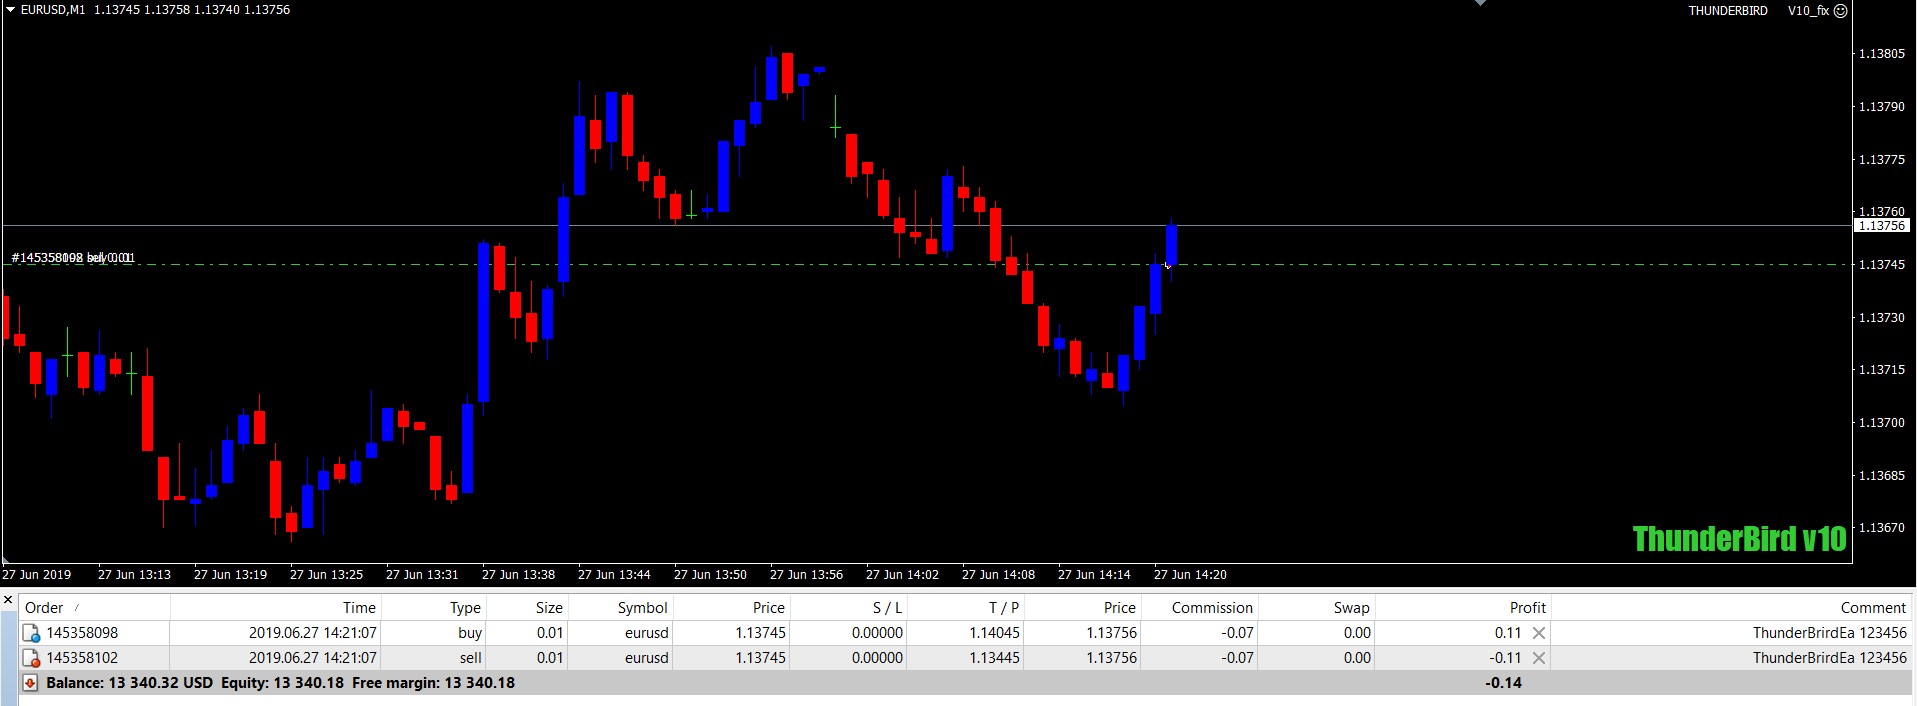 EURUSD,M1 1.13745 1.13758 1.13740 1.13756
THUNDERBIRD V10_fix
1.13805
1.13790
1.13775
1.13760
1.13756
1.13745
1.13730
1.13715
1.13700
1.13685
1.13670
ThunderBird v10
27 Jun 2019 27 Jun 13:13 27 Jun 13:19 27 Jun 13:25 27 Jun 13:31 27 Jun 13:38 27 Jun 13:44 27 Jun 13:50 27 Jun 13:56 27 Jun 14:02 27 Jun 14:08 27 Jun 14:14 27 Jun 14:20
Order / Time Type Size Symbol Price S / L T / P Price Commission Swap Profit Comment
145358098 2019.06.27 14:21:07 buy 0.01 eurusd 1.13745 0.00000 1.14045 1.13756 -0.07 0.00 0.11 ThunderBrirdEa 123456
145358102 2019.06.27 14:21:07 sell 0.01 eurusd 1.13745 0.00000 1.13445 1.13756 -0.07 0.00 -0.11 ThunderBrirdEa 123456
Balance: 13 340.32 USD Equity: 13 340.18 Free margin: 13 340.18 -0.14